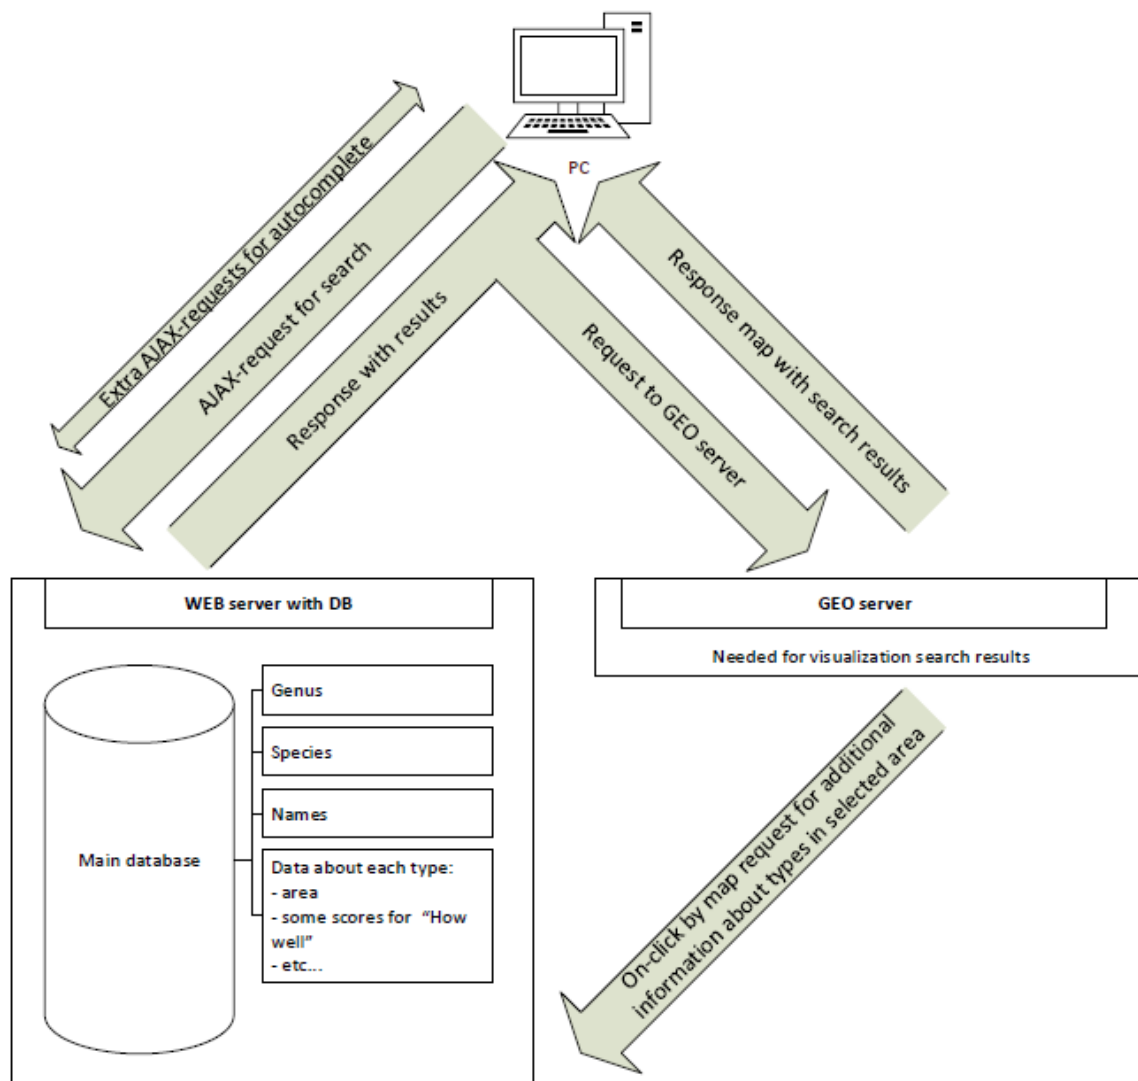 PC
Extra AJAX-requests for autocomplete
AJAX-request for search
Response with results
Request to GEO server
Response map with search results
WEB server with DB
GEO server
Needed for visualization search results
Main database
Genus
Species
Names
Data about each type:
- area
- some scores for “How
well”
- etc...
On-click by map request for additional
information about types in selected area